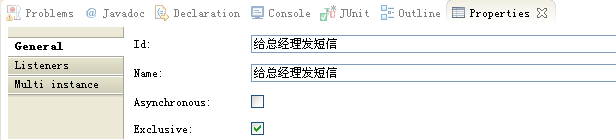 Problems @ Javadoc Declaration Console JUnit Outline Properties
General
Listeners
Multi instance
Id: 给总经理发短信
Name: 给总经理发短信
Asynchronous:
Exclusive: